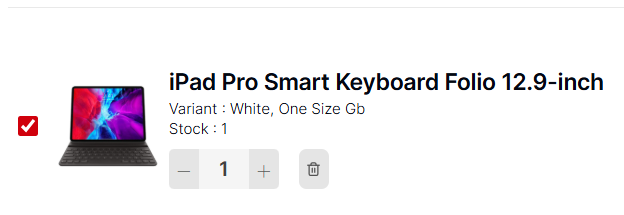 iPad Pro Smart Keyboard Folio 12.9-inch
Variant : White, One Size Gb
Stock : 1
− 1 +